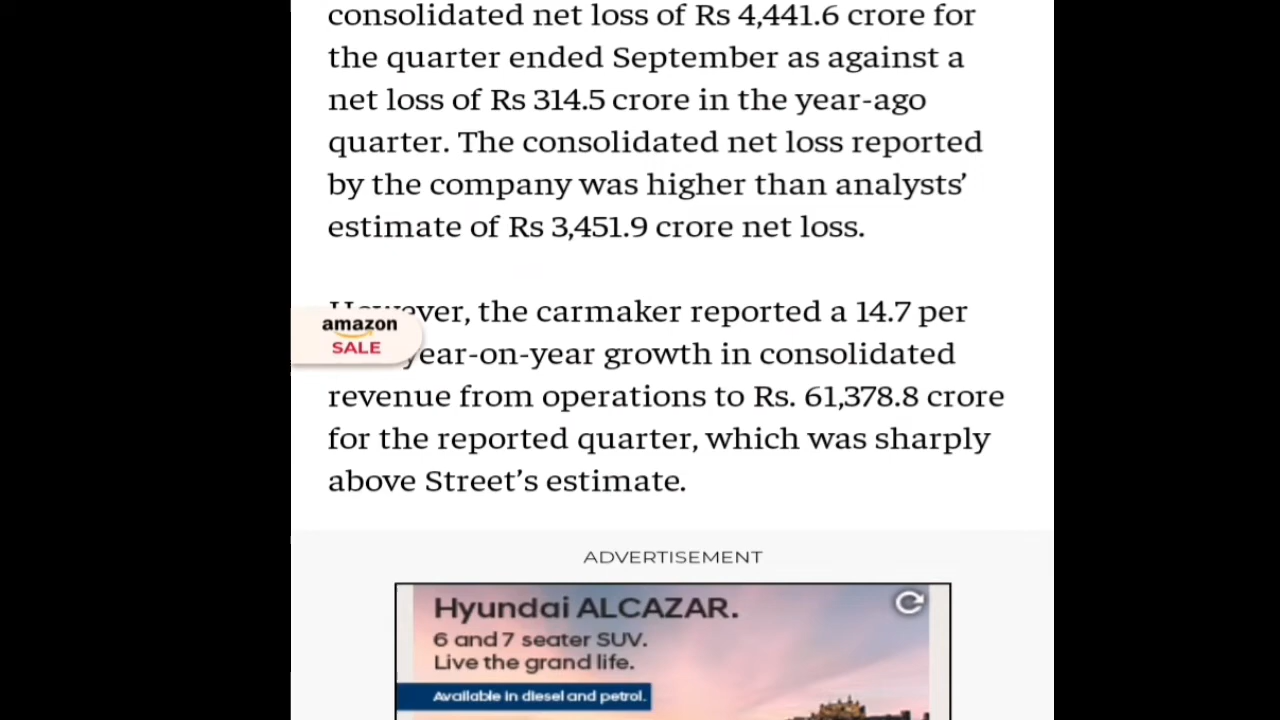 consolidated net loss of Rs 4,441.6 crore for
the quarter ended September as against a
net loss of Rs 314.5 crore in the year-ago
quarter. The consolidated net loss reported
by the company was higher than analysts’
estimate of Rs 3,451.9 crore net loss.
However, the carmaker reported a 14.7 per
amazon
SALE
year-on-year growth in consolidated
revenue from operations to Rs. 61,378.8 crore
for the reported quarter, which was sharply
above Street’s estimate.
ADVERTISEMENT
Hyundai ALCAZAR.
6 and 7 seater SUV.
Live the grand life.
Available in diesel and petrol.